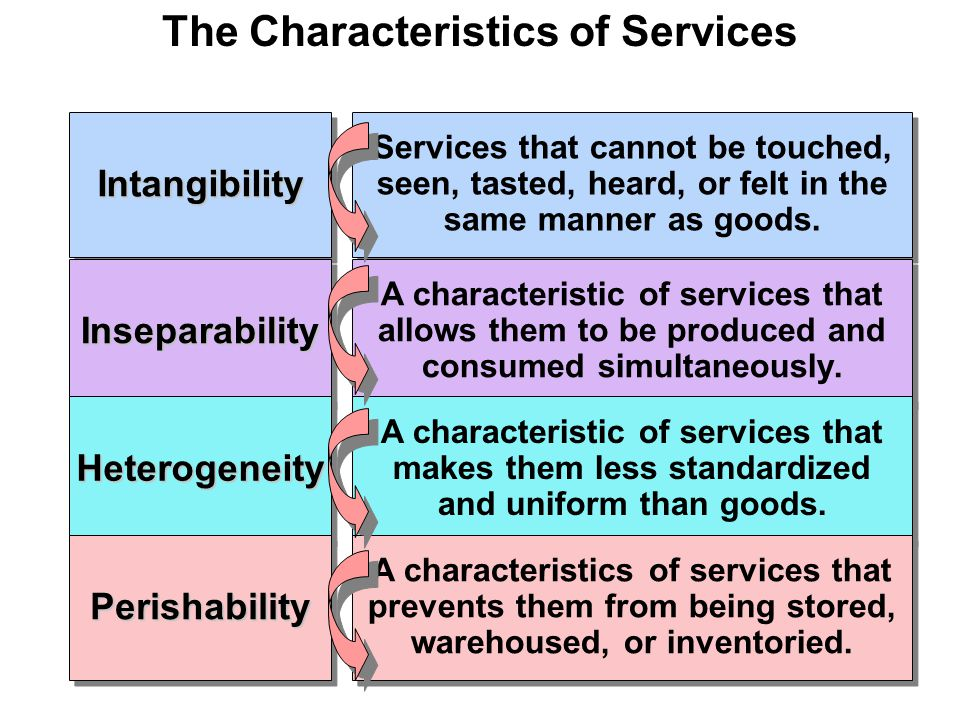 The Characteristics of Services
Intangibility
Services that cannot be touched,
seen, tasted, heard, or felt in the
same manner as goods.
Inseparability
A characteristic of services that
allows them to be produced and
consumed simultaneously.
Heterogeneity
A characteristic of services that
makes them less standardized
and uniform than goods.
Perishability
A characteristics of services that
prevents them from being stored,
warehoused, or inventoried.